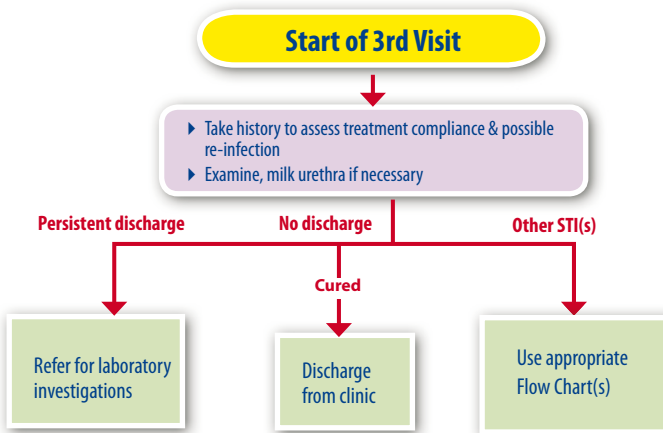 Start of 3rd Visit
▶ Take history to assess treatment compliance & possible
re-infection
▶ Examine, milk urethra if necessary
Persistent discharge
No discharge
Other STI(s)
Cured
Refer for laboratory
investigations
Discharge
from clinic
Use appropriate
Flow Chart(s)